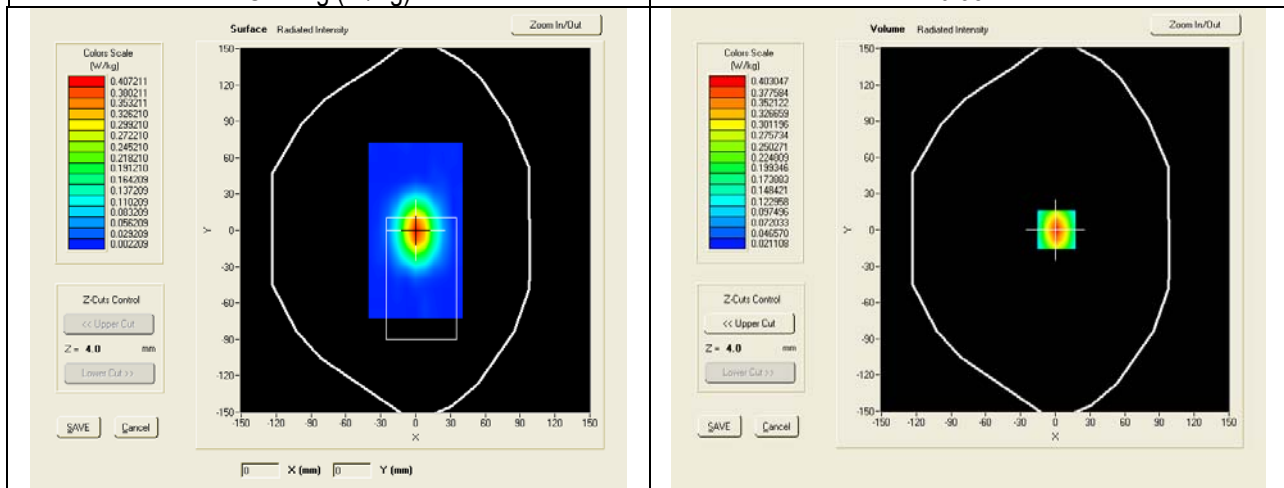 Surface Radiated Intensity
Zoom In/Out
Colors Scale
(W/kg)
0.407211
0.380211
0.353211
0.326210
0.299210
0.272210
0.245210
0.218210
0.191210
0.164209
0.137209
0.110209
0.083209
0.056209
0.029209
0.002209
Z-Cuts Control
<< Upper Cut
Z = 4.0 mm
Lower Cut >>
SAVE Cancel
150
120
90
60
30
0
-30
-60
-90
-120
-150
Y
-150 -120 -90 -60 -30 0 30 60 90 120 150
X
0 X (mm) 0 Y (mm)
Volume Radiated Intensity
Zoom In/Out
Colors Scale
(W/kg)
0.403047
0.377584
0.352122
0.326659
0.301196
0.275734
0.250271
0.224809
0.199346
0.173883
0.148421
0.122958
0.097496
0.072033
0.046570
0.021108
Z-Cuts Control
<< Upper Cut
Z = 4.0 mm
Lower Cut >>
SAVE Cancel
150
120
90
60
30
0
-30
-60
-90
-120
-150
Y
-150 -120 -90 -60 -30 0 30 60 90 120 150
X